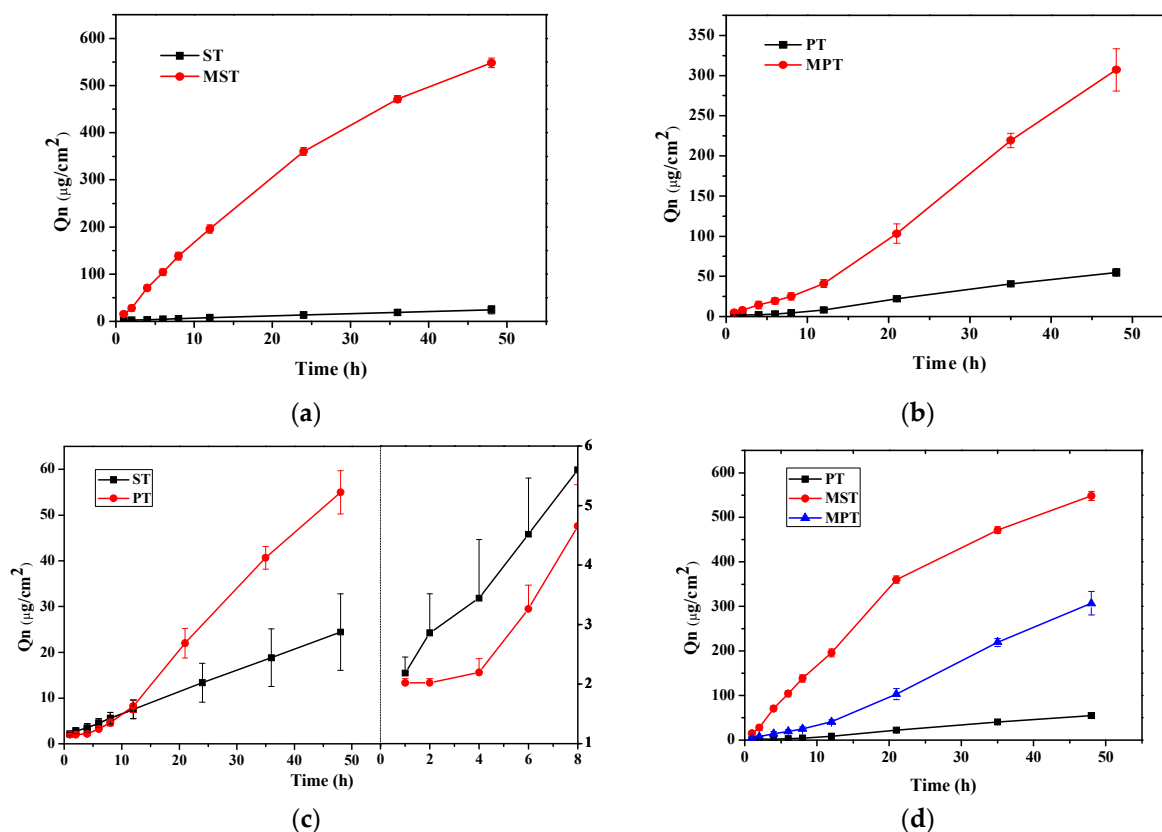 600
500
400
300
200
100
0
Qn (μg/cm²)
ST
MST
0 10 20 30 40 50
Time (h)
(a)
350
300
250
200
150
100
50
0
Qn (μg/cm²)
PT
MPT
0 10 20 30 40 50
Time (h)
(b)
60
50
40
30
20
10
0
Qn (μg/cm²)
ST
PT
6
5
4
3
2
1
0 10 20 30 40 50 0 2 4 6 8
Time (h) Time (h)
(c)
600
500
400
300
200
100
0
Qn (μg/cm²)
PT
MST
MPT
0 10 20 30 40 50
Time (h)
(d)